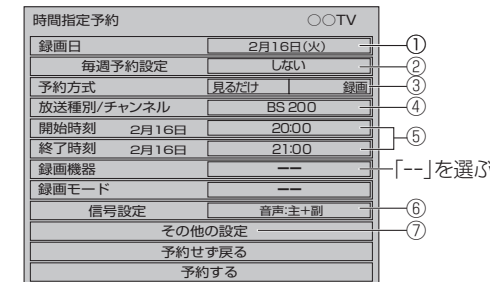 時間指定予約 ○○TV
録画日 2月16日(火) ①
毎週予約設定 しない ②
予約方式 見るだけ 録画 ③
放送種別/チャンネル BS 200 ④
開始時刻 2月16日 20:00 ⑤
終了時刻 2月16日 21:00
録画機器 −− 「−−」を選ぶ
録画モード −−
信号設定 音声:主+副 ⑥
その他の設定 ⑦
予約せず戻る
予約する